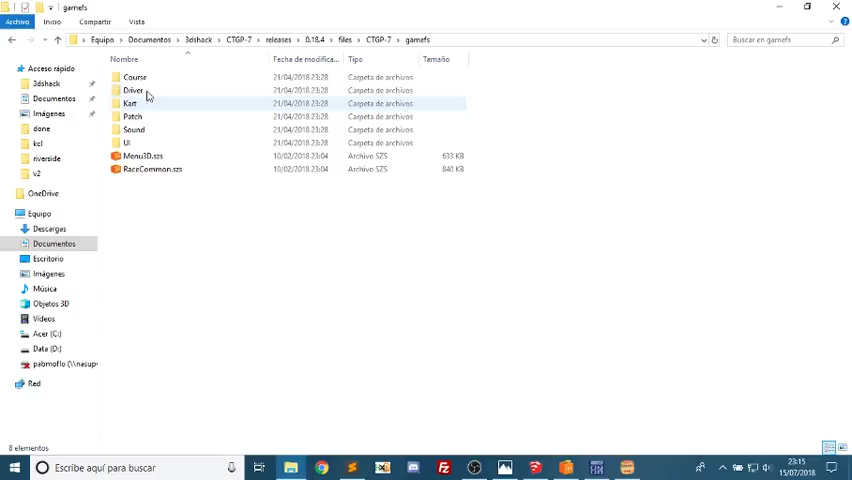 gamefs
Archivo Inicio Compartir Vista
Equipo Documentos 3dshack CTGP-7 releases 0.18.4 files CTGP-7 gamefs
Buscar en gamefs
Nombre Fecha de modifica... Tipo Tamaño
Acceso rápido
3dshack
Documentos
Imágenes
done
kcl
riverside
v2
OneDrive
Equipo
Descargas
Documentos
Escritorio
Imágenes
Música
Objetos 3D
Vídeos
Acer (C:)
Data (D:)
pabmoflo (\\nasupv
Red
Course 21/04/2018 23:28 Carpeta de archivos
Driver 21/04/2018 23:28 Carpeta de archivos
Kart 21/04/2018 23:28 Carpeta de archivos
Patch 21/04/2018 23:28 Carpeta de archivos
Sound 21/04/2018 23:28 Carpeta de archivos
UI 21/04/2018 23:28 Carpeta de archivos
Menu3D.szs 10/02/2018 23:04 Archivo SZS 633 KB
RaceCommon.szs 10/02/2018 23:04 Archivo SZS 840 KB
8 elementos
Escribe aquí para buscar
23:15
15/07/2018